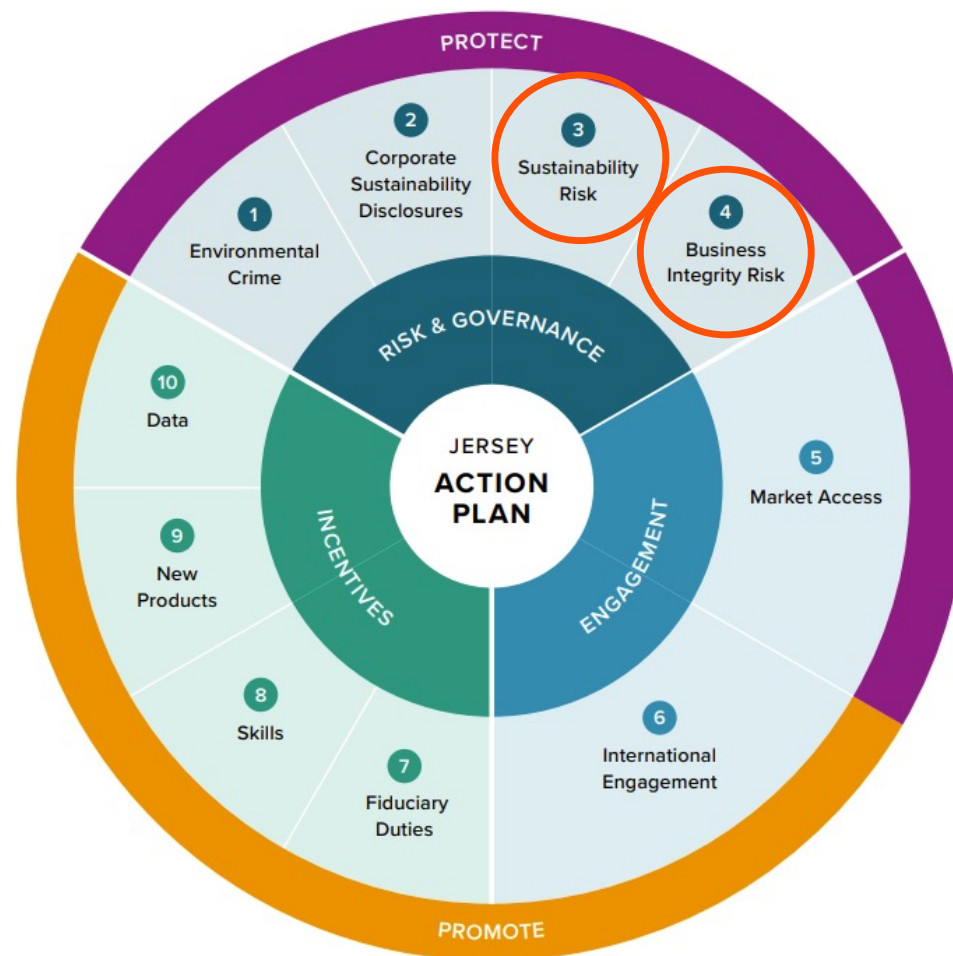 PROTECT
1
Environmental
Crime
2
Corporate
Sustainability
Disclosures
3
Sustainability
Risk
4
Business
Integrity Risk
5
Market Access
6
International
Engagement
7
Fiduciary
Duties
8
Skills
9
New
Products
10
Data
RISK & GOVERNANCE
ENGAGEMENT
INCENTIVES
JERSEY
ACTION
PLAN
PROMOTE